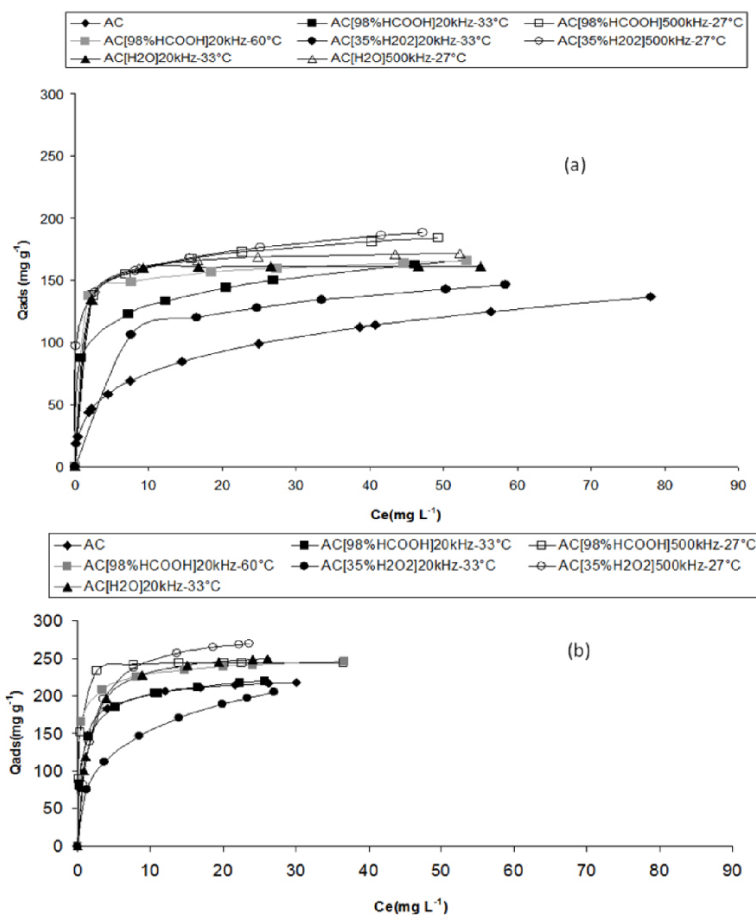 AC AC[98%HCOOH]20kHz-33°C AC[98%HCOOH]500kHz-27°C
AC[98%HCOOH]20kHz-60°C AC[35%H202]20kHz-33°C AC[35%H202]500kHz-27°C
AC[H2O]20kHz-33°C AC[H2O]500kHz-27°C
300
(a)
250
200
Qads (mg g-1)
150
100
50
0
0 10 20 30 40 50 60 70 80 90
Ce(mg L-1)
AC AC[98%HCOOH]20kHz-33°C AC[98%HCOOH]500kHz-27°C
AC[98%HCOOH]20kHz-60°C AC[35%H2O2]20kHz-33°C AC[35%H2O2]500kHz-27°C
AC[H2O]20kHz-33°C
300
(b)
250
200
Qads(mg g-1)
150
100
50
0
0 10 20 30 40 50 60 70 80 90
Ce(mg L-1)